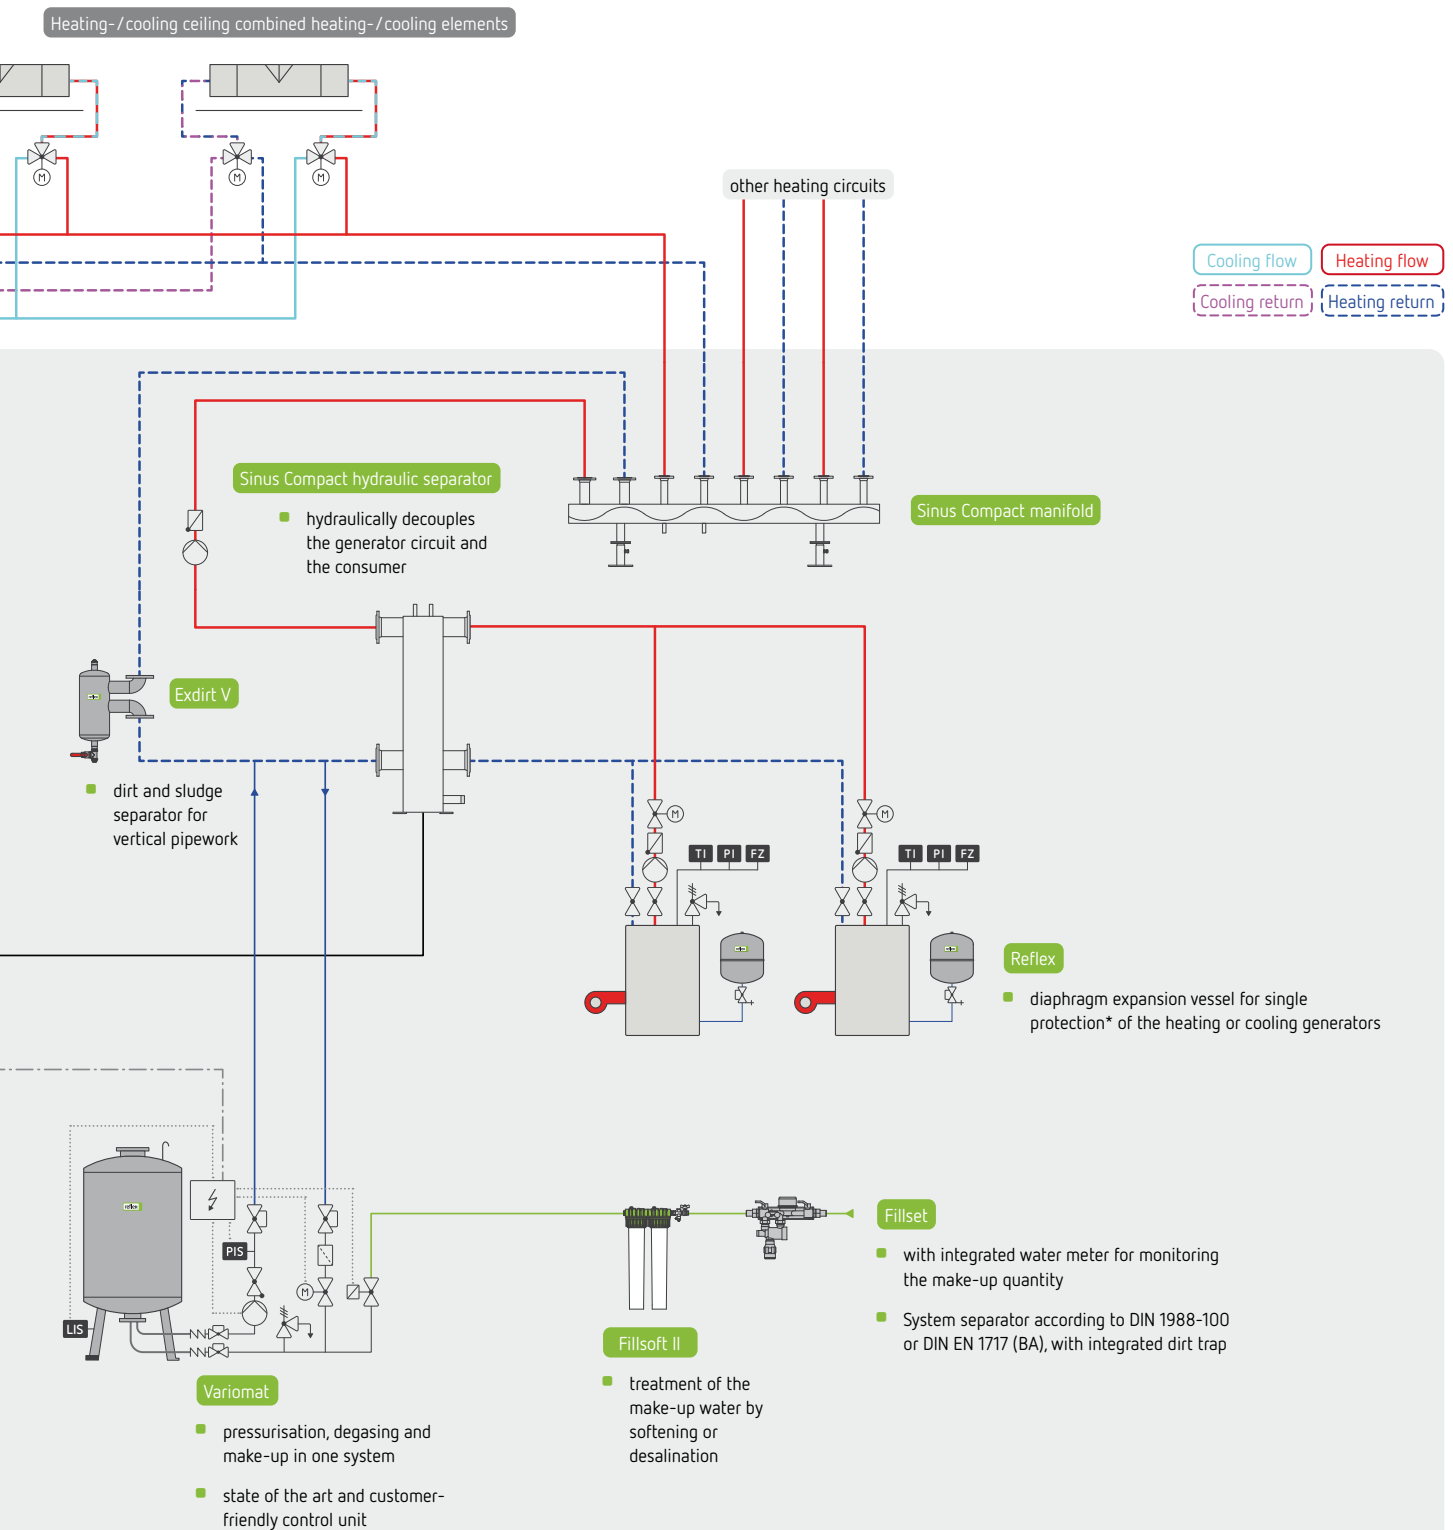 Heating-/cooling ceiling combined heating-/cooling elements
M
M
M
other heating circuits
Cooling flow
Heating flow
Cooling return
Heating return
Sinus Compact hydraulic separator
hydraulically decouples
the generator circuit and
the consumer
Sinus Compact manifold
Exdirt V
dirt and sludge
separator for
vertical pipework
M
M
TI PI FZ
TI PI FZ
Reflex
diaphragm expansion vessel for single
protection* of the heating or cooling generators
reflex
PIS
M
LIS
Variomat
pressurisation, degasing and
make-up in one system
state of the art and customer-
friendly control unit
Fillsoft II
treatment of the
make-up water by
softening or
desalination
Fillset
with integrated water meter for monitoring
the make-up quantity
System separator according to DIN 1988-100
or DIN EN 1717 (BA), with integrated dirt trap